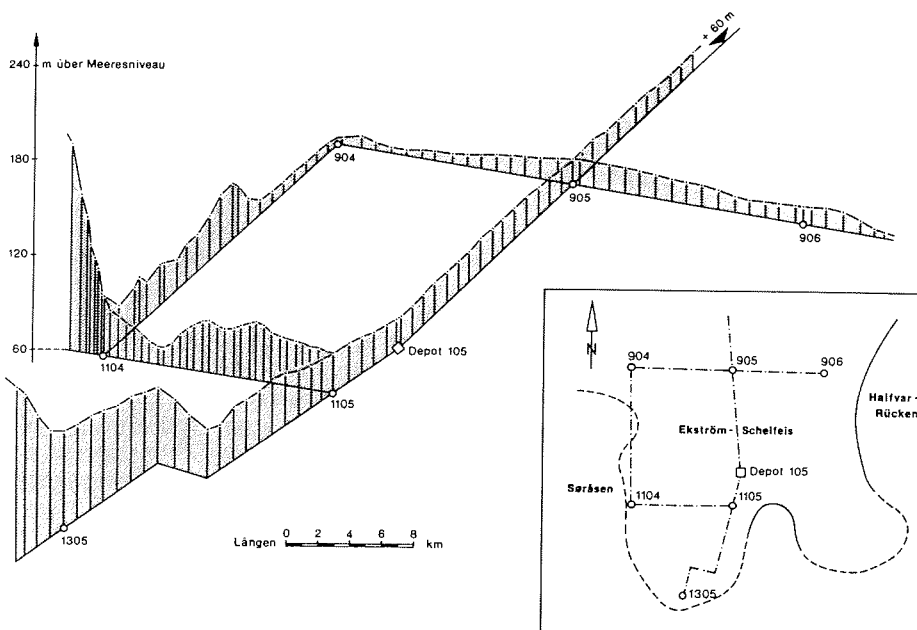 + 60 m
240 m über Meeresniveau
180
120
60
904
905
906
1104
1105
Depot 105
1305
Längen 0 2 4 6 8 km
N
904
905
906
Halfvar-
Rücken
Ekström-Schelfeis
Depot 105
Søråsen
1104
1105
1305